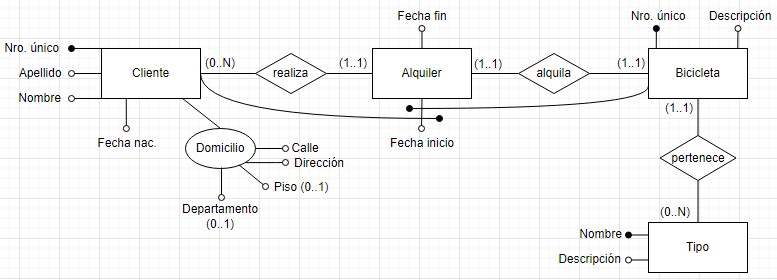 Fecha fin
Nro. único
Descripción
Nro. único
Apellido
Nombre
Cliente
(0..N)
realiza
(1..1)
Alquiler
(1..1)
alquila
(1..1)
Bicicleta
(1..1)
Fecha nac.
Fecha inicio
Domicilio
Calle
Dirección
Piso (0..1)
Departamento
(0..1)
pertenece
(0..N)
Nombre
Descripción
Tipo